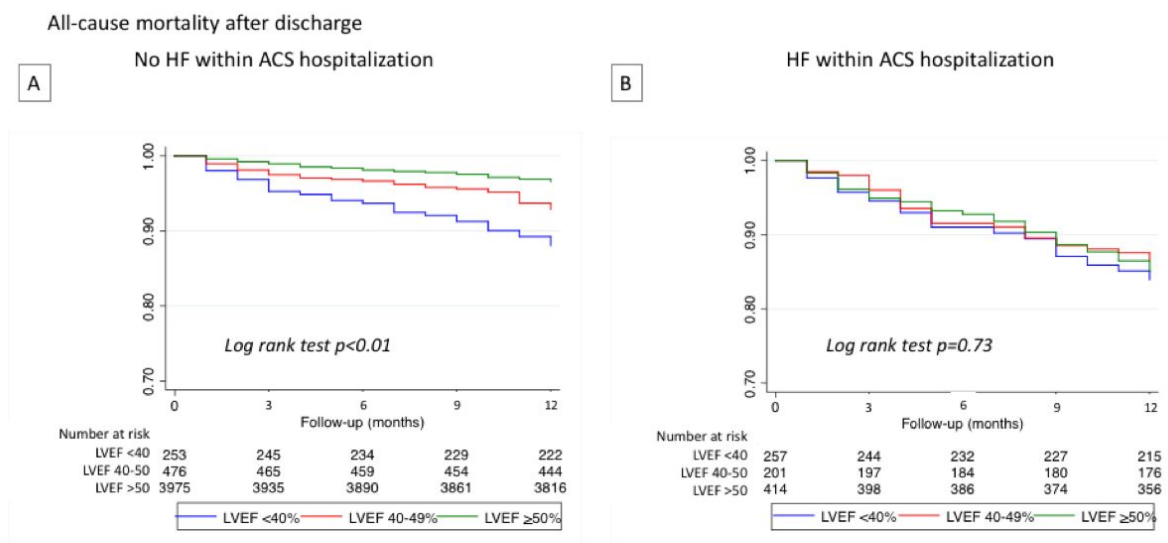 All-cause mortality after discharge
No HF within ACS hospitalization
A
1.00
0.90
0.80
0.70
Log rank test p<0.01
0 3 6 9 12
Follow-up (months)
Number at risk
LVEF <40 253 245 234 229 222
LVEF 40-50 476 465 459 454 444
LVEF >50 3975 3935 3890 3861 3816
LVEF <40% LVEF 40-49% LVEF ≥50%
HF within ACS hospitalization
B
1.00
0.90
0.80
0.70
Log rank test p=0.73
0 3 6 9 12
Follow-up (months)
Number at risk
LVEF <40 257 244 232 227 215
LVEF 40-50 201 197 184 180 176
LVEF >50 414 398 386 374 356
LVEF <40% LVEF 40-49% LVEF ≥50%